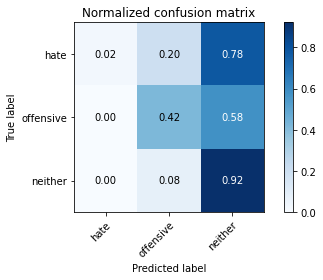 Normalized confusion matrix
True label
hate
0.02 0.20 0.78
offensive
0.00 0.42 0.58
neither
0.00 0.08 0.92
hate
offensive
neither
Predicted label
0.8
0.6
0.4
0.2
0.0